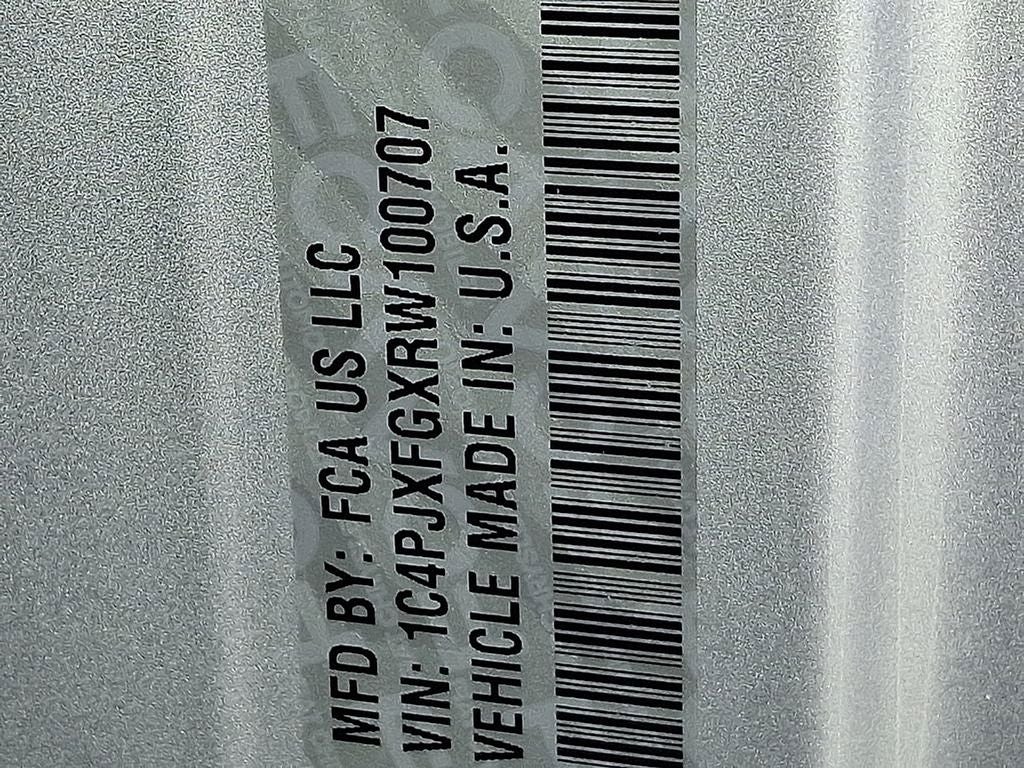 MFD BY: FCA US LLC
VIN: 1C4PJXFGXRW100707
VEHICLE MADE IN: U.S.A.